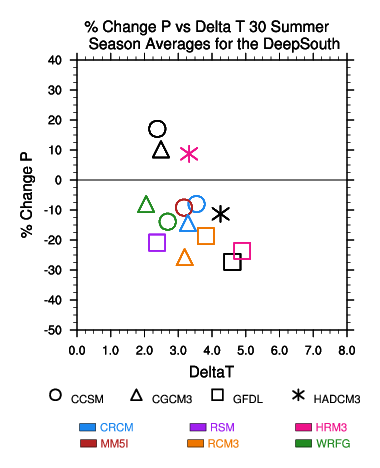 % Change P vs Delta T 30 Summer
Season Averages for the DeepSouth
% Change P
40
30
20
10
0
-10
-20
-30
-40
-50
0.0 1.0 2.0 3.0 4.0 5.0 6.0 7.0 8.0
DeltaT
CCSM CGCM3 GFDL HADCM3
CRCM RSM HRM3
MM5I RCM3 WRFG